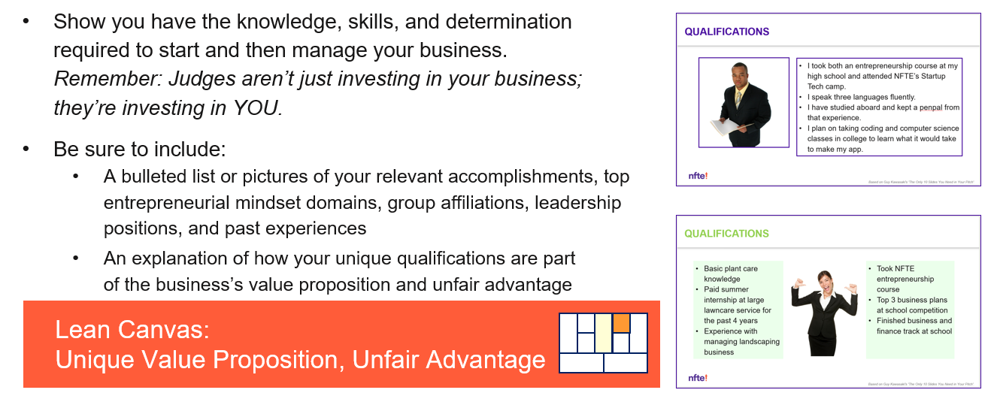 • Show you have the knowledge, skills, and determination
required to start and then manage your business.
Remember: Judges aren’t just investing in your business;
they’re investing in YOU.
• Be sure to include:
• A bulleted list or pictures of your relevant accomplishments, top
entrepreneurial mindset domains, group affiliations, leadership
positions, and past experiences
• An explanation of how your unique qualifications are part
of the business’s value proposition and unfair advantage
Lean Canvas:
Unique Value Proposition, Unfair Advantage
QUALIFICATIONS
• I took both an entrepreneurship course at my
high school and attended NFTE’s Startup
Tech camp.
• I speak three languages fluently.
• I have studied aboard and kept a penpal from
that experience.
• I plan on taking coding and computer science
classes in college to learn what it would take
to make my app.
nfte!
Based on Guy Kawasaki's 'The Only 10 Slides You Need in Your Pitch'
QUALIFICATIONS
• Basic plant care
knowledge
• Paid summer
internship at large
lawncare service for
the past 4 years
• Experience with
managing landscaping
business
• Took NFTE
entrepreneurship
course
• Top 3 business plans
at school competition
• Finished business and
finance track at school
nfte!
Based on Guy Kawasaki's 'The Only 10 Slides You Need in Your Pitch'